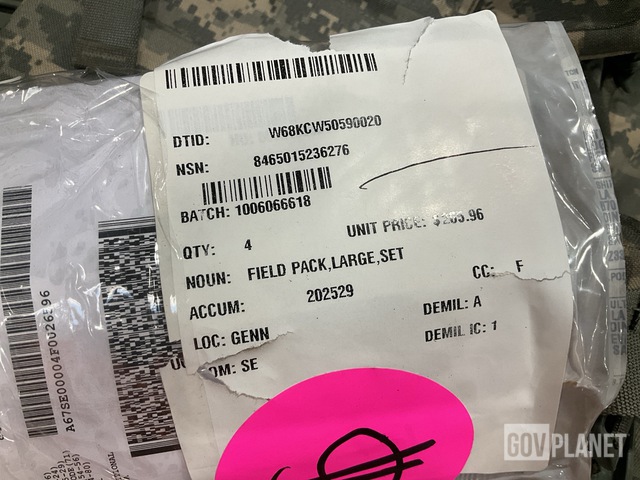 DTID: W68KCW50590020
NSN: 8465015236276
BATCH: 1006066618
UNIT PRICE:
QTY: 4
NOUN: FIELD PACK,LARGE,SET
CC: F
ACCUM: 202529
DEMIL: A
LOC: GENN
DEMIL IC: 1
OM: SE
A67SE00004F0026596
GOVPLANET